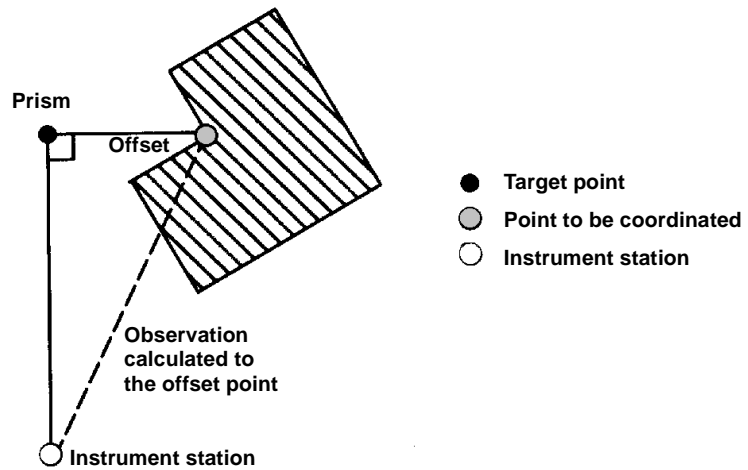 Prism
Offset
Target point
Point to be coordinated
Instrument station
Observation
calculated to
the offset point
Instrument station